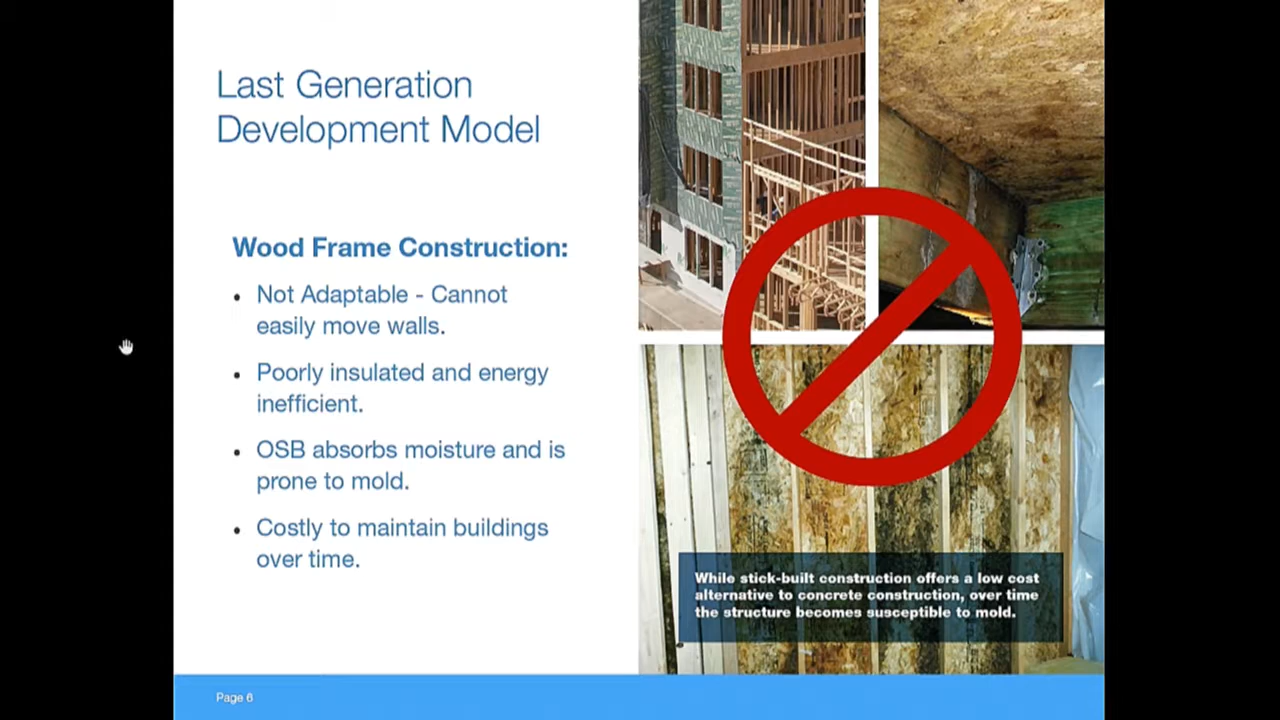 Last Generation
Development Model
Wood Frame Construction:
• Not Adaptable - Cannot
easily move walls.
• Poorly insulated and energy
inefficient.
• OSB absorbs moisture and is
prone to mold.
• Costly to maintain buildings
over time.
While stick-built construction offers a low cost
alternative to concrete construction, over time
the structure becomes susceptible to mold.
Page 6